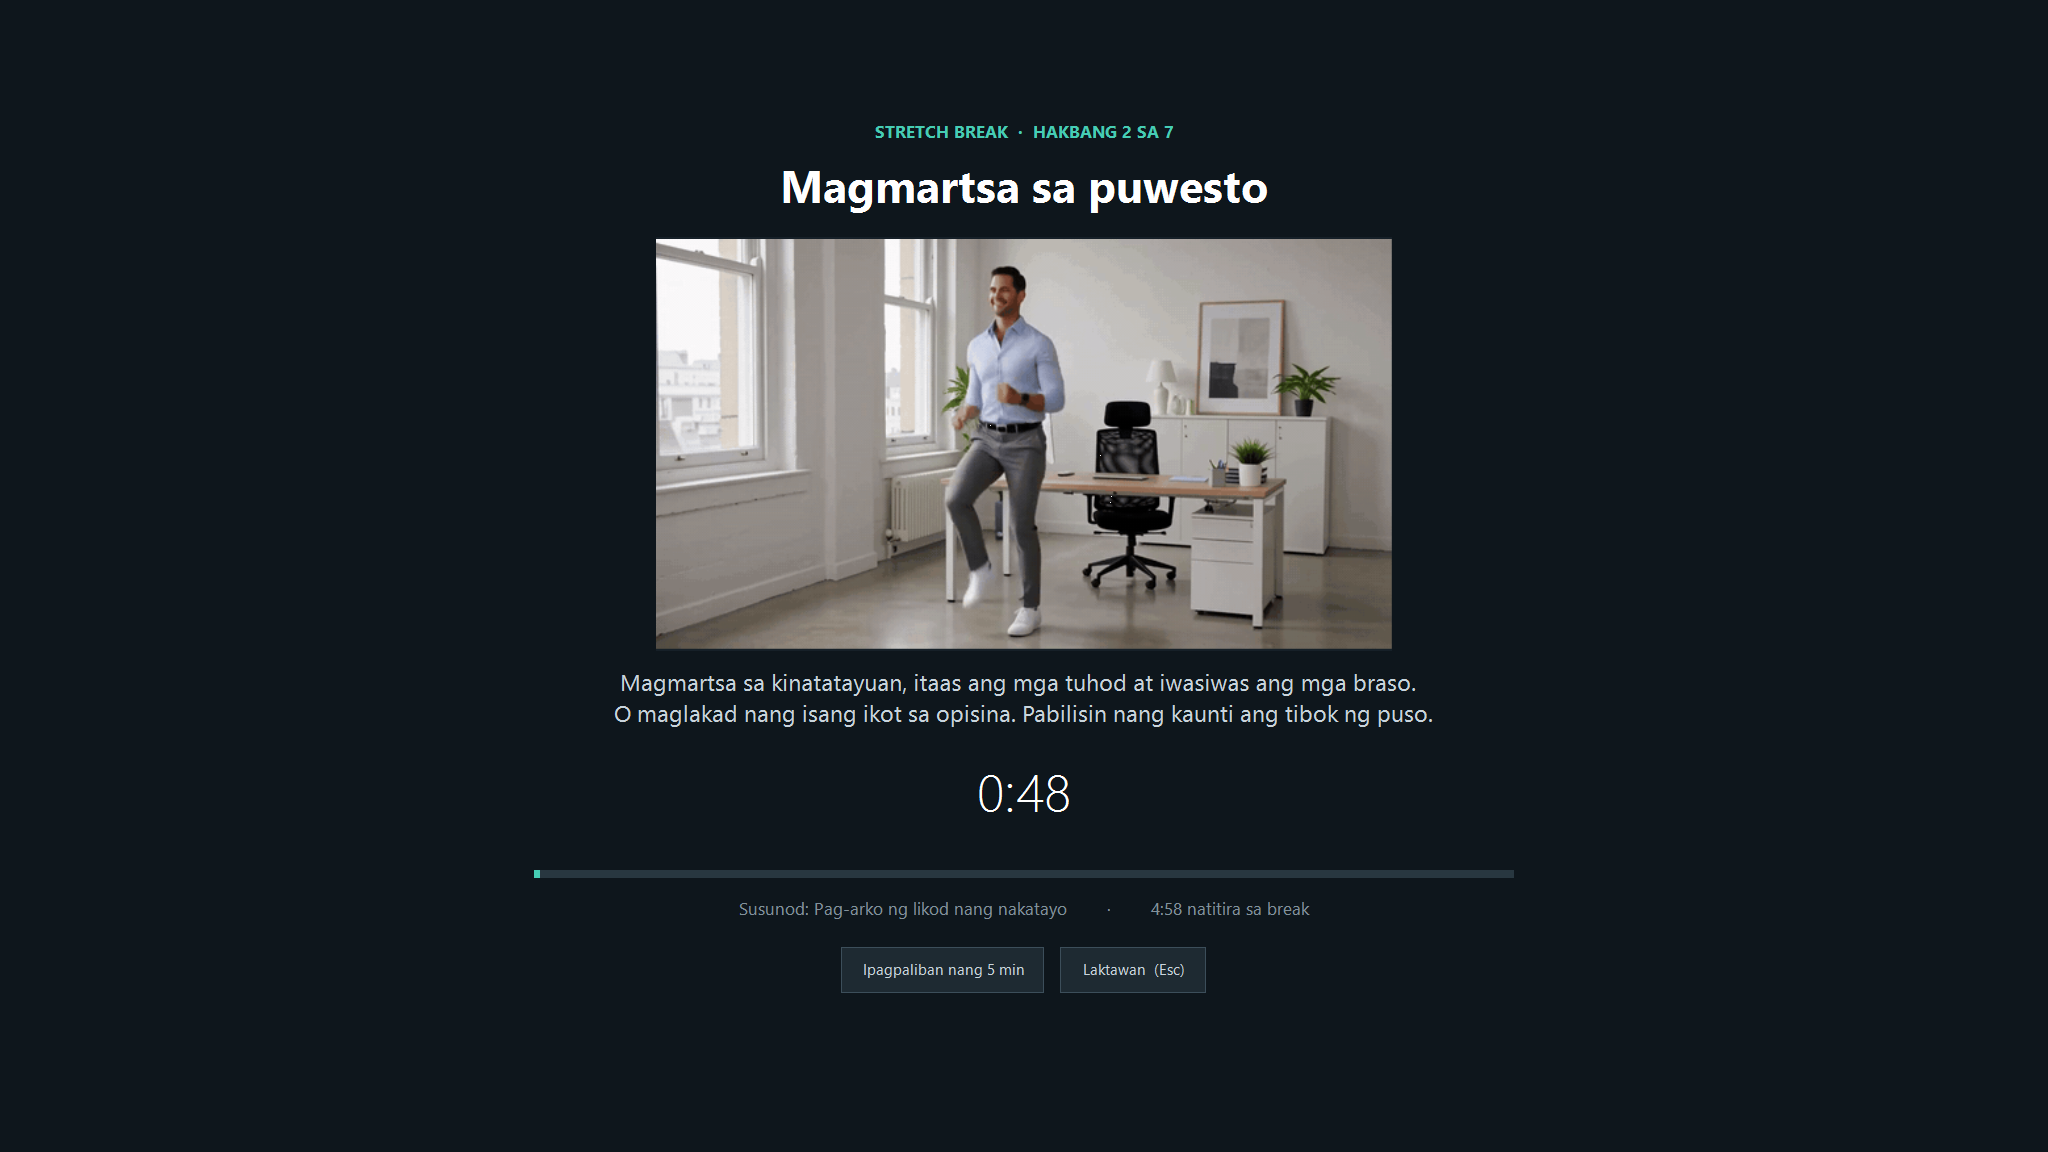 STRETCH BREAK · HAKBANG 2 SA 7
Magmartsa sa puwesto
Magmartsa sa kinatatayuan, itaas ang mga tuhod at iwasiwas ang mga braso.
O maglakad nang isang ikot sa opisina. Pabilisin nang kaunti ang tibok ng puso.
0:48
Susunod: Pag-arko ng likod nang nakatayo · 4:58 natitira sa break
Ipagpaliban nang 5 min
Laktawan (Esc)